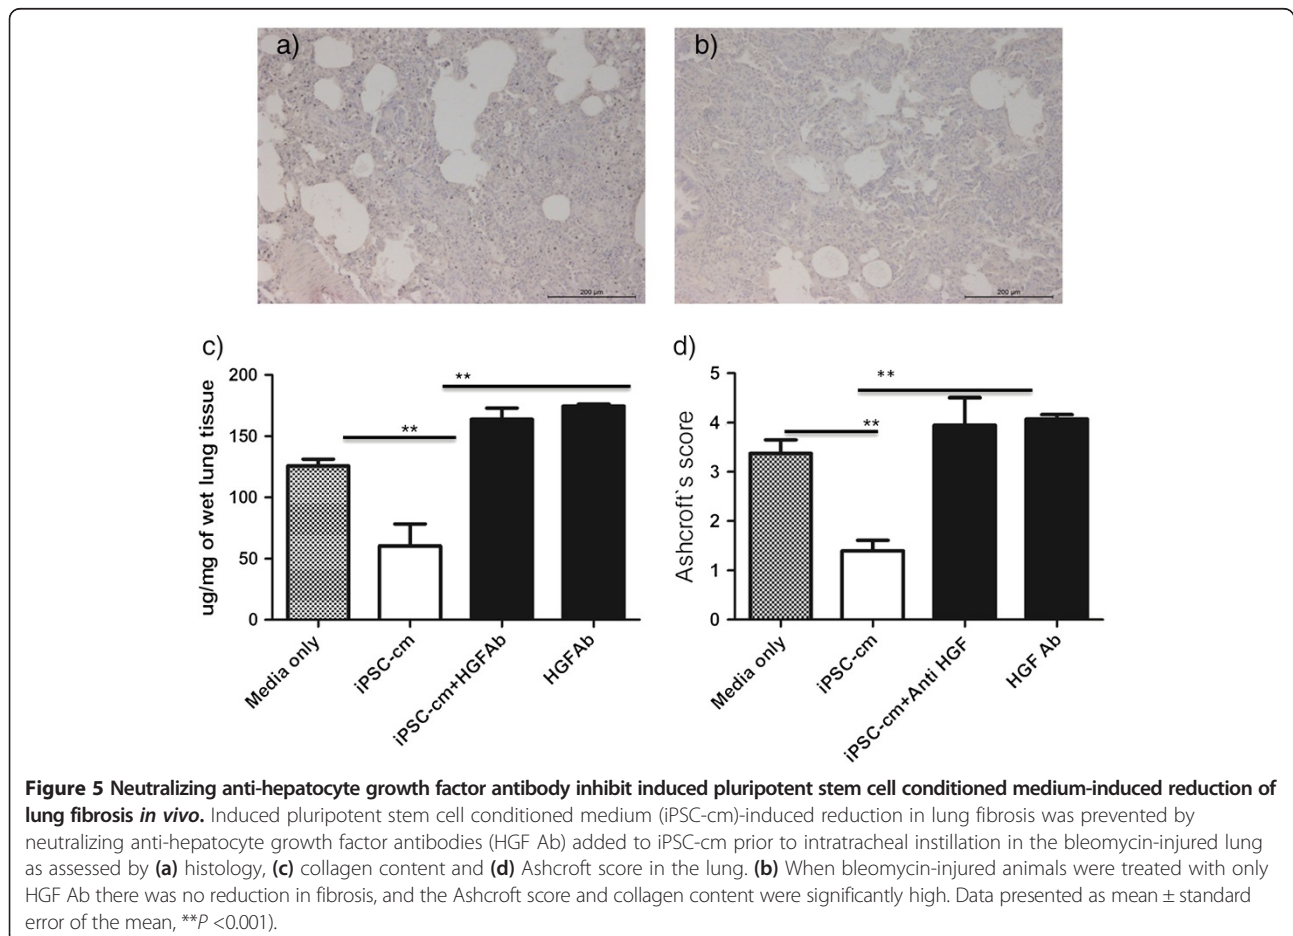 a)
b)
200 µm
200 µm
c)
ug/mg of wet lung tissue
200
150
100
50
0
**
**
Media only
iPSC-cm
iPSC-cm+HGFAb
HGFAb
d)
Ashcroft`s score
5
4
3
2
1
0
**
**
Media only
iPSC-cm
iPSC-cm+Anti HGF
HGF Ab
Figure 5 Neutralizing anti-hepatocyte growth factor antibody inhibit induced pluripotent stem cell conditioned medium-induced reduction of
lung fibrosis in vivo. Induced pluripotent stem cell conditioned medium (iPSC-cm)-induced reduction in lung fibrosis was prevented by
neutralizing anti-hepatocyte growth factor antibodies (HGF Ab) added to iPSC-cm prior to intratracheal instillation in the bleomycin-injured lung
as assessed by (a) histology, (c) collagen content and (d) Ashcroft score in the lung. (b) When bleomycin-injured animals were treated with only
HGF Ab there was no reduction in fibrosis, and the Ashcroft score and collagen content were significantly high. Data presented as mean ± standard
error of the mean, **P <0.001).